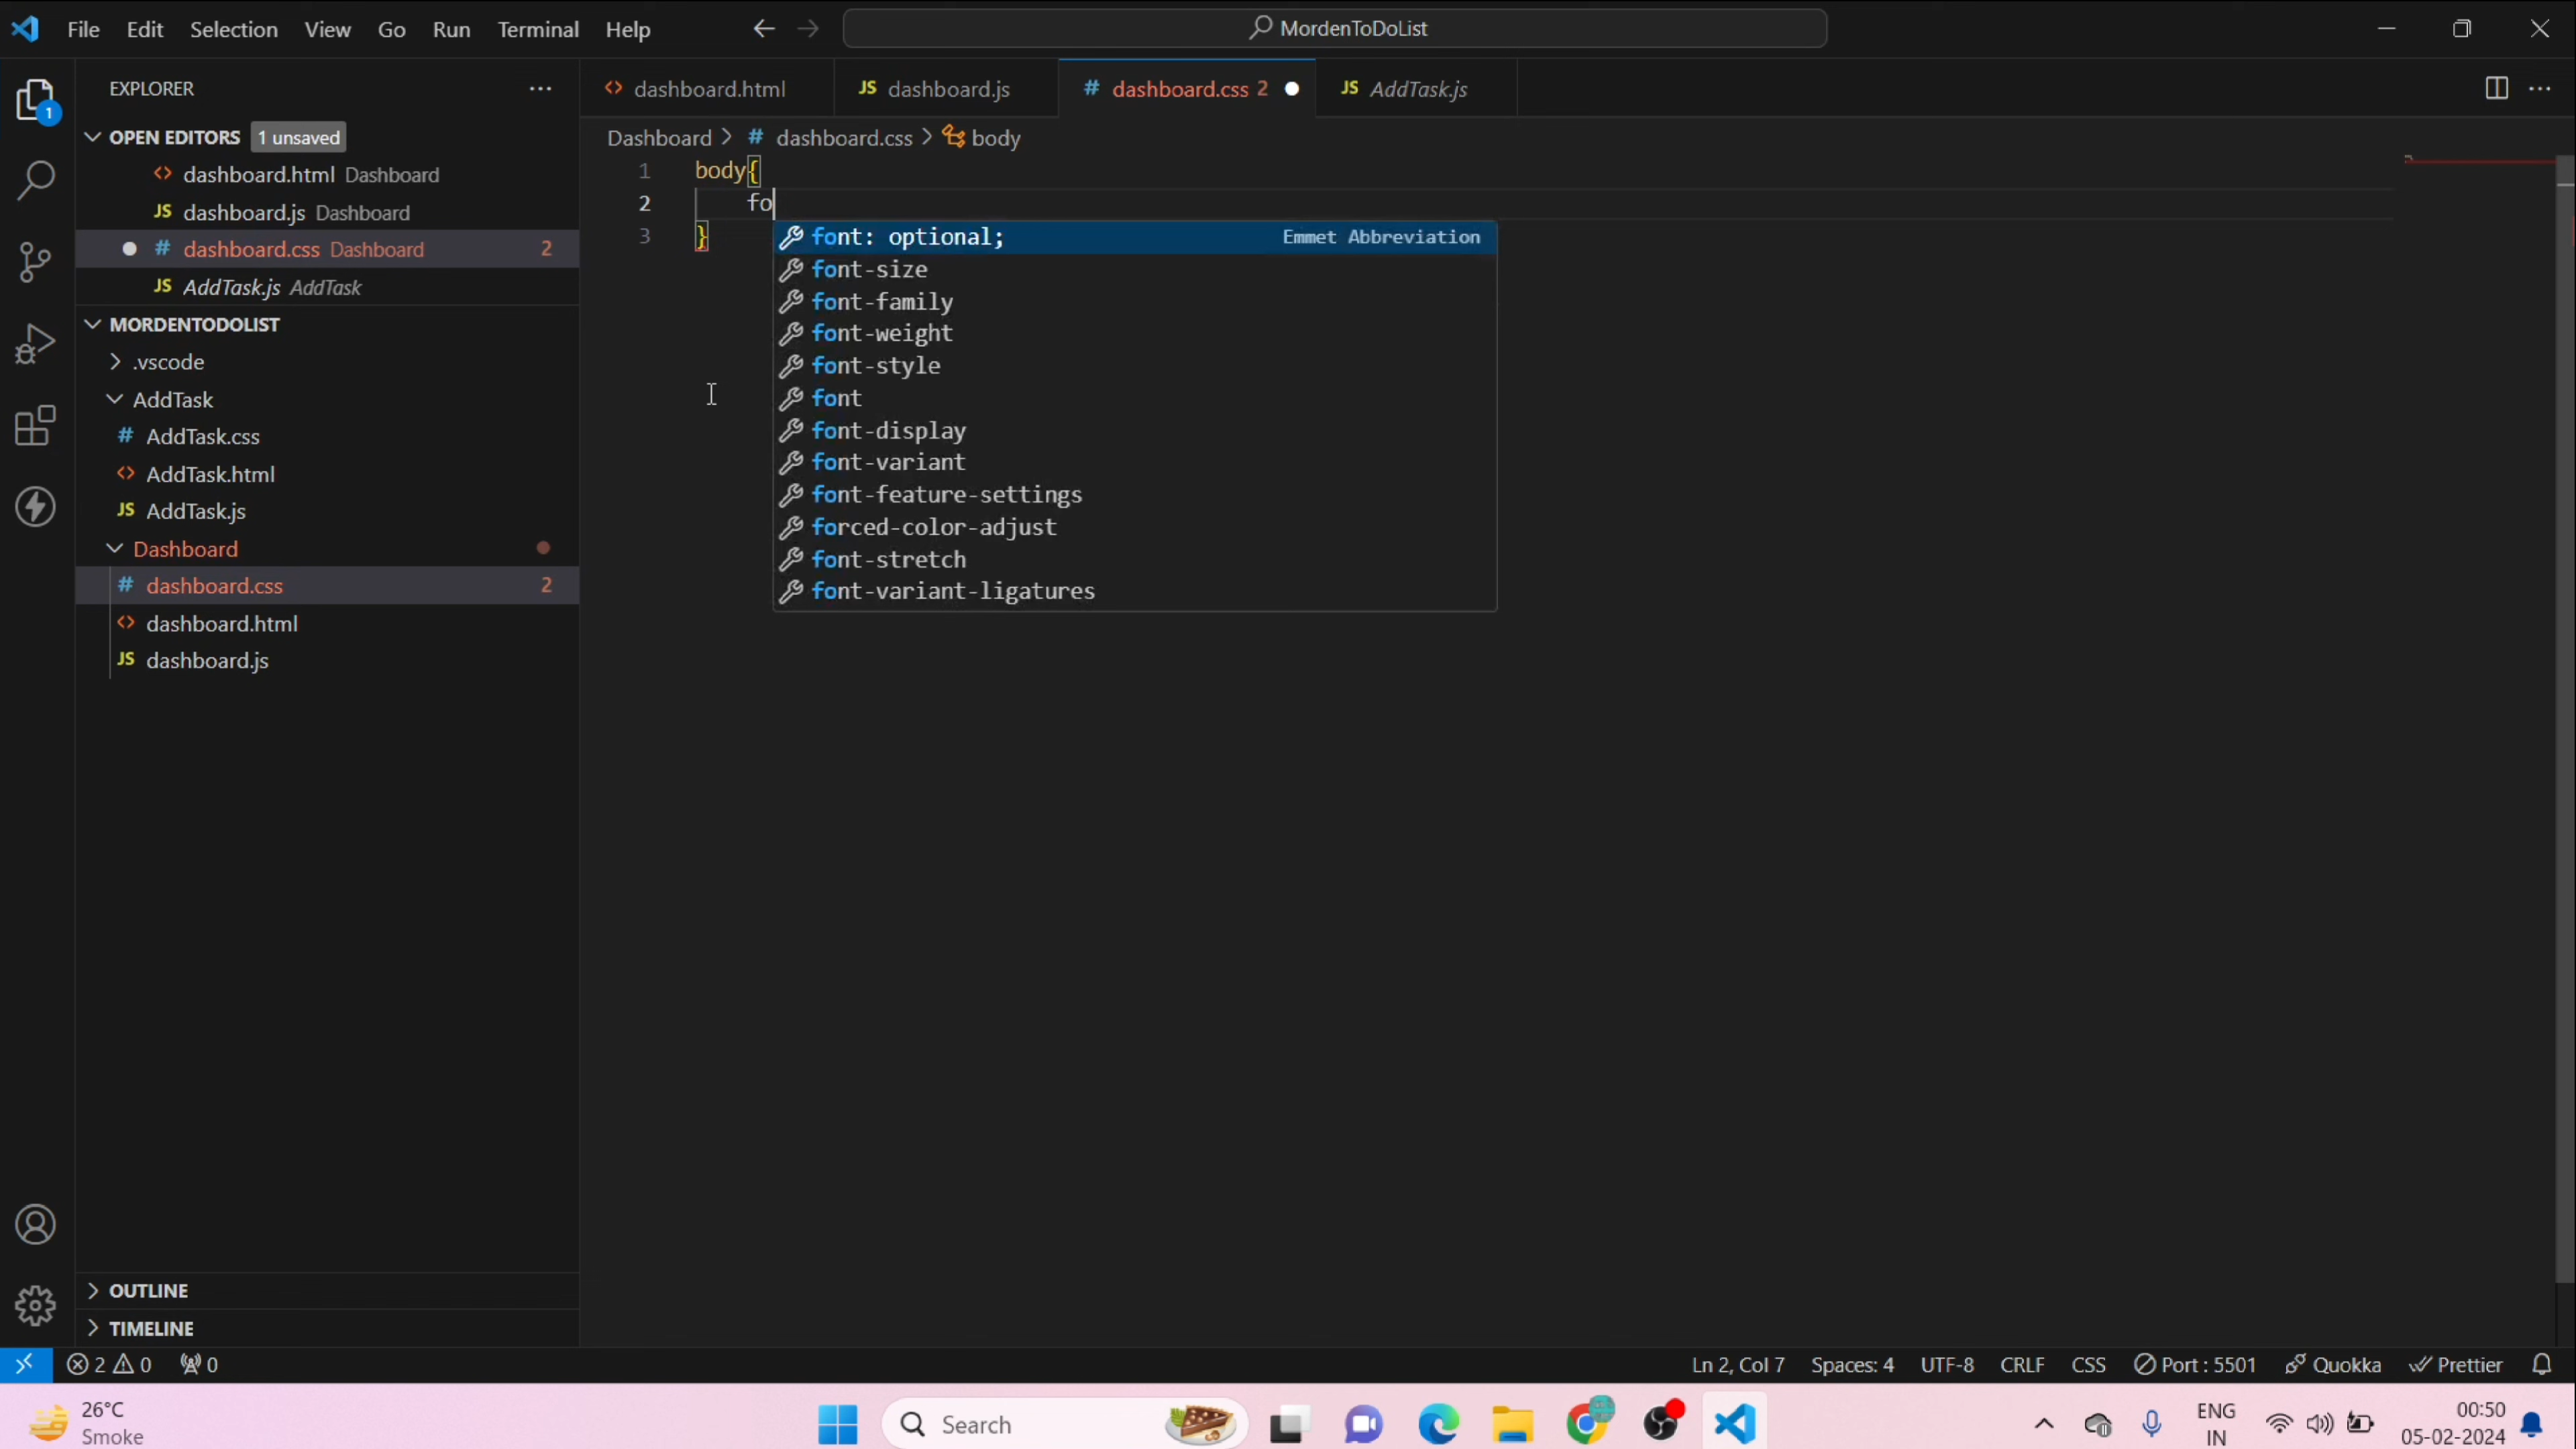 File Edit Selection View Go Run Terminal Help
MordenToDoList
EXPLORER
dashboard.html
JS dashboard.js
# dashboard.css 2
JS AddTask.js
1
OPEN EDITORS 1 unsaved
Dashboard > # dashboard.css > body
dashboard.html Dashboard
JS dashboard.js Dashboard
# dashboard.css Dashboard 2
JS AddTask.js AddTask
MORDENTODOLIST
.vscode
AddTask
# AddTask.css
AddTask.html
JS AddTask.js
Dashboard
# dashboard.css 2
dashboard.html
JS dashboard.js
OUTLINE
TIMELINE
1 body{
2 fo
3 }
font: optional; Emmet Abbreviation
font-size
font-family
font-weight
font-style
font
font-display
font-variant
font-feature-settings
forced-color-adjust
font-stretch
font-variant-ligatures
2 0 0
Ln 2, Col 7 Spaces: 4 UTF-8 CRLF CSS Port : 5501 Quokka Prettier
26°C
Smoke
Search
ENG
IN
00:50
05-02-2024